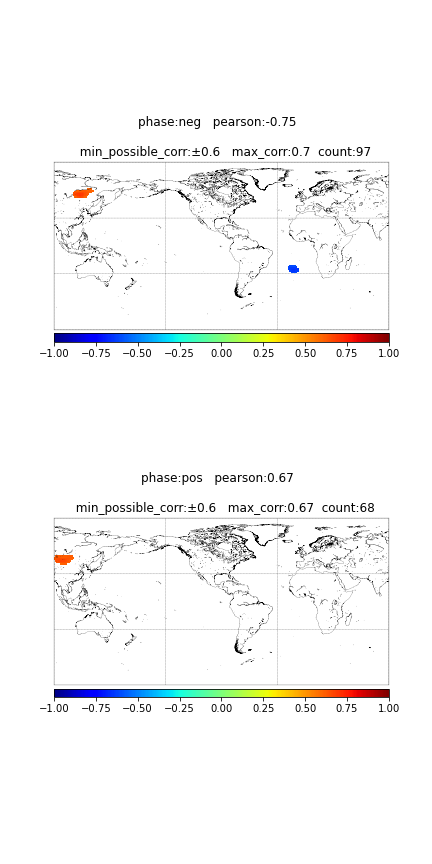 phase:neg   pearson:-0.75
min_possible_corr:±0.6   max_corr:0.7  count:97
−1.00 −0.75 −0.50 −0.25 0.00 0.25 0.50 0.75 1.00
phase:pos   pearson:0.67
min_possible_corr:±0.6   max_corr:0.67  count:68
−1.00 −0.75 −0.50 −0.25 0.00 0.25 0.50 0.75 1.00